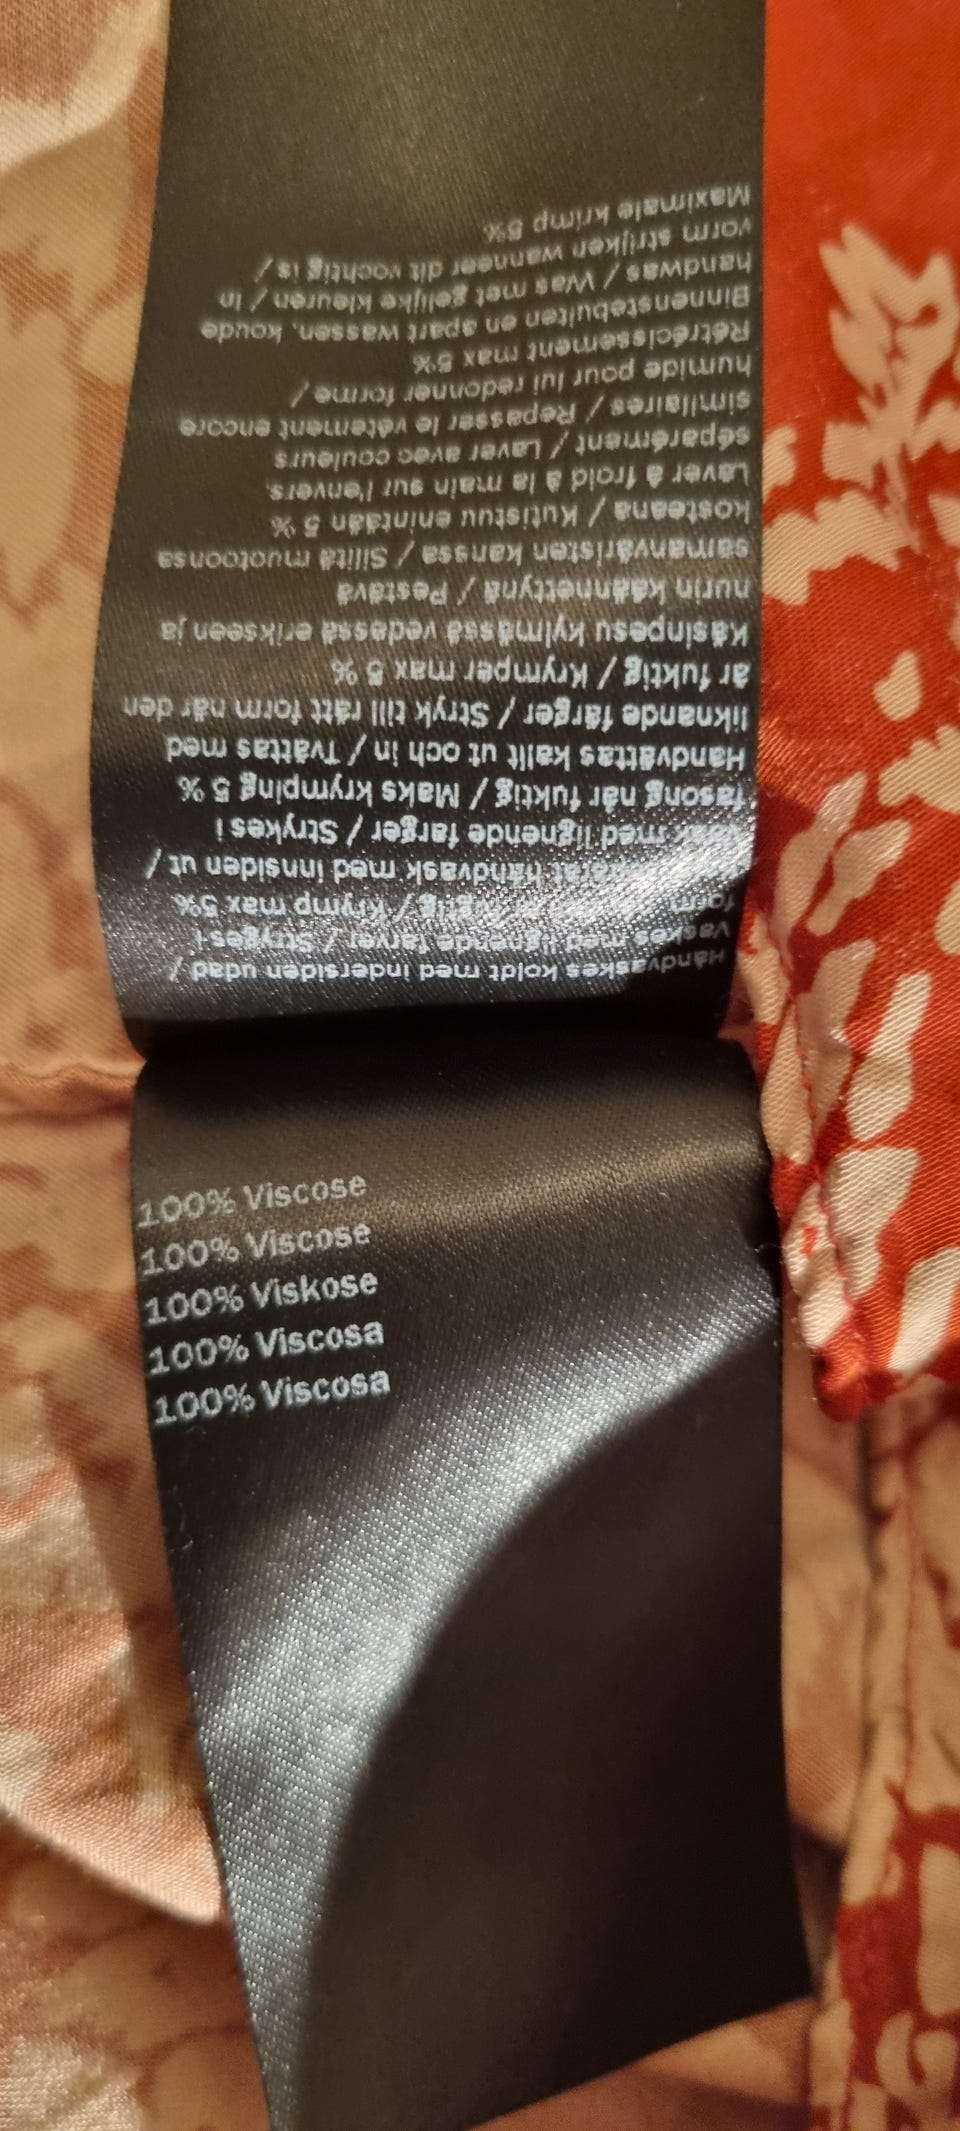 Håndvaskes koldt med indersiden udad /
Vaskes med lignende farver / Stryges i
form fugtig / Krymp max 5%
håndvask med innsiden ut /
Vask med lignende farger / Strykes i
fasong når fuktig / Maks krymping 5 %
Handvättas kallt ut och in / Tvättas med
liknande färger / Stryk till rätt form när den
är fuktig / Krymper max 5 %
Käsinpesu kylmässä vedessä erikseen ja
nurin käännettynä / Pestävä
samanväristen kanssa / Silitä muotoonsa
kosteana / Kutistuu enintään 5 %
Laver à froid à la main sur l'envers,
séparément / Laver avec couleurs
similaires / Repasser le vêtement encore
humide pour lui redonner forme /
Rétrécissement max 5%
Binnenstebuiten en apart wassen, koude
handwas / Was met gelijke kleuren / In
vorm strijken wanneer dit vochtig is /
Maximale krimp 5%
100% Viscose
100% Viscose
100% Viskose
100% Viscosa
100% Viscosa